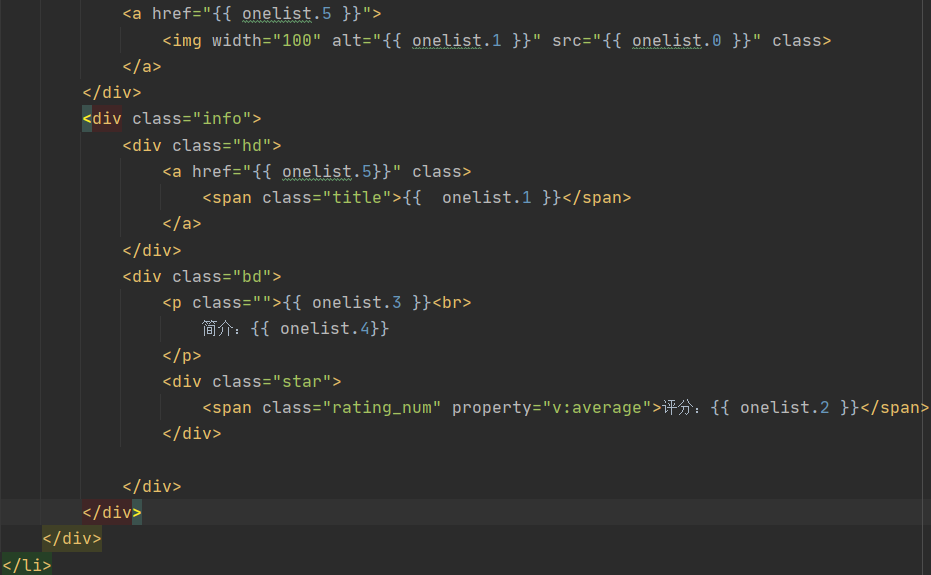 <a href="{{ onelist.5 }}">
<img width="100" alt="{{ onelist.1 }}" src="{{ onelist.0 }}" class>
</a>
</div>
<div class="info">
<div class="hd">
<a href="{{ onelist.5}}" class>
<span class="title">{{  onelist.1 }}</span>
</a>
</div>
<div class="bd">
<p class="">{{ onelist.3 }}<br>
简介：{{ onelist.4}}
</p>
<div class="star">
<span class="rating_num" property="v:average">评分：{{ onelist.2 }}</span>
</div>
</div>
</div>
</div>
</li>